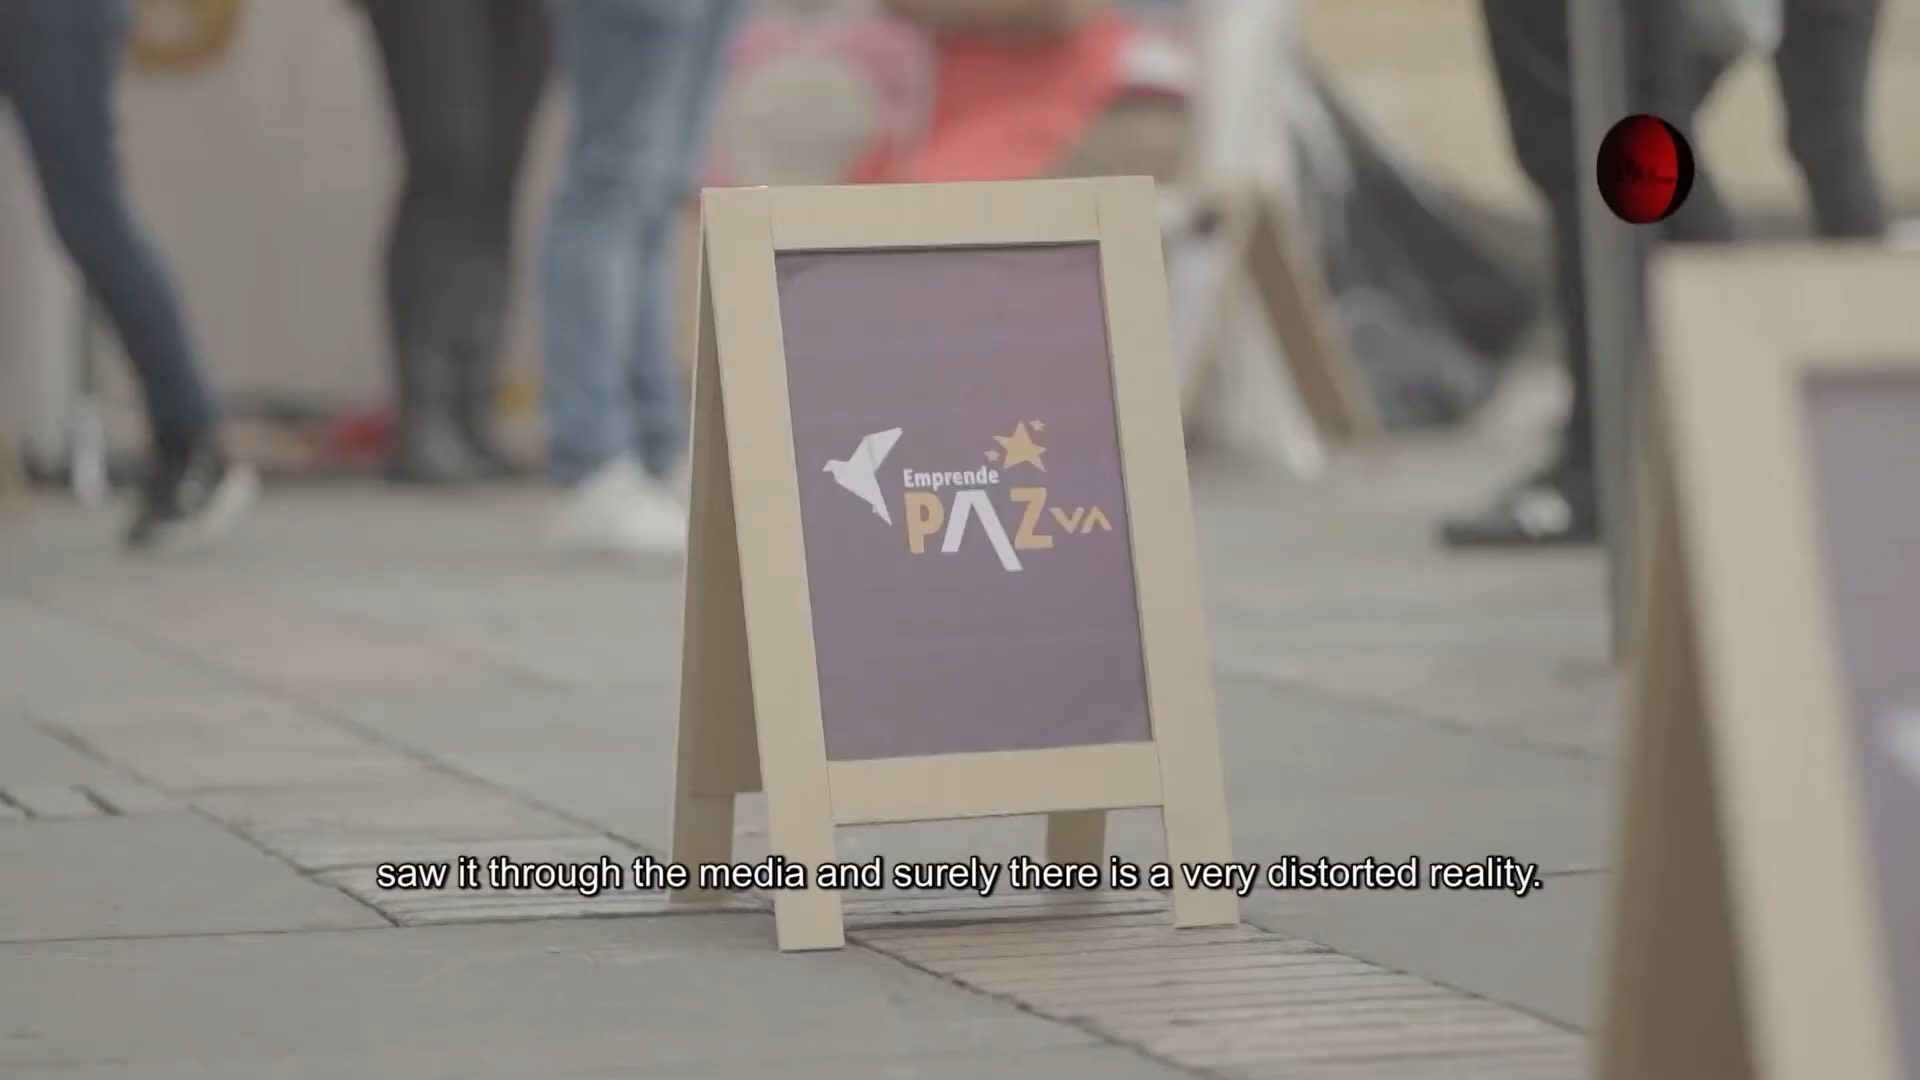 Emprende
PAZ VA
saw it through the media and surely there is a very distorted reality.